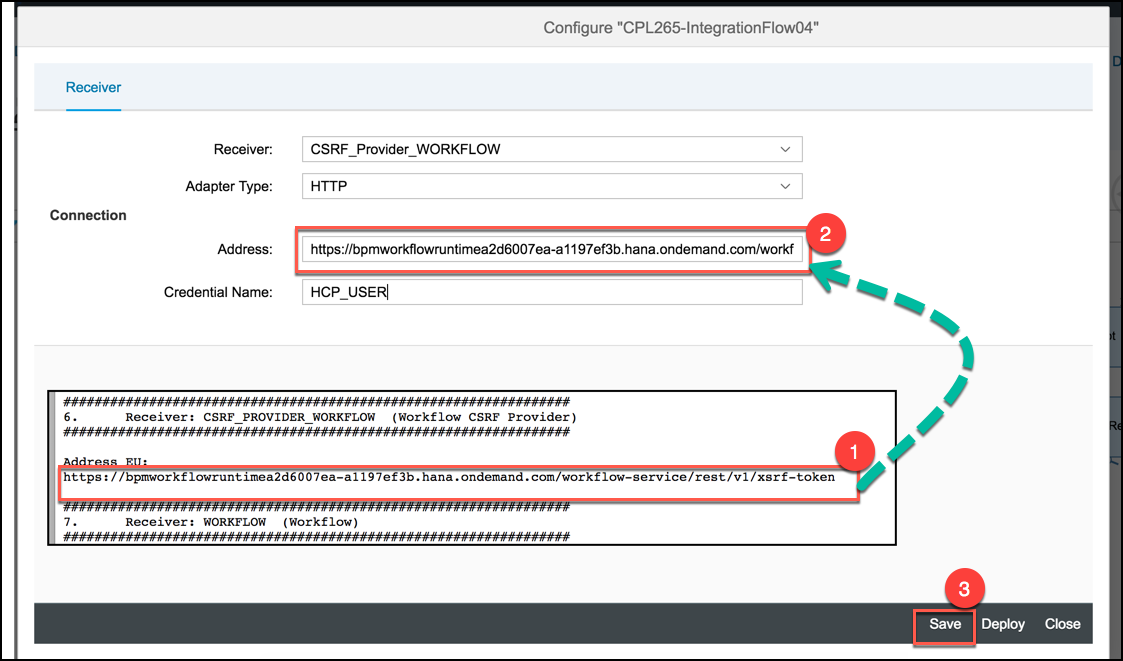 Configure "CPL265-IntegrationFlow04"
Receiver
Receiver: CSRF_Provider_WORKFLOW
Adapter Type: HTTP
Connection
Address: https://bpmworkflowruntimea2d6007ea-a1197ef3b.hana.ondemand.com/workf
2
Credential Name: HCP_USER
#################################################################
6. Receiver: CSRF_PROVIDER_WORKFLOW (Workflow CSRF Provider)
#################################################################
Address EU:
1
https://bpmworkflowruntimea2d6007ea-a1197ef3b.hana.ondemand.com/workflow-service/rest/v1/xsrf-token
#################################################################
7. Receiver: WORKFLOW (Workflow)
#################################################################
3
Save Deploy Close